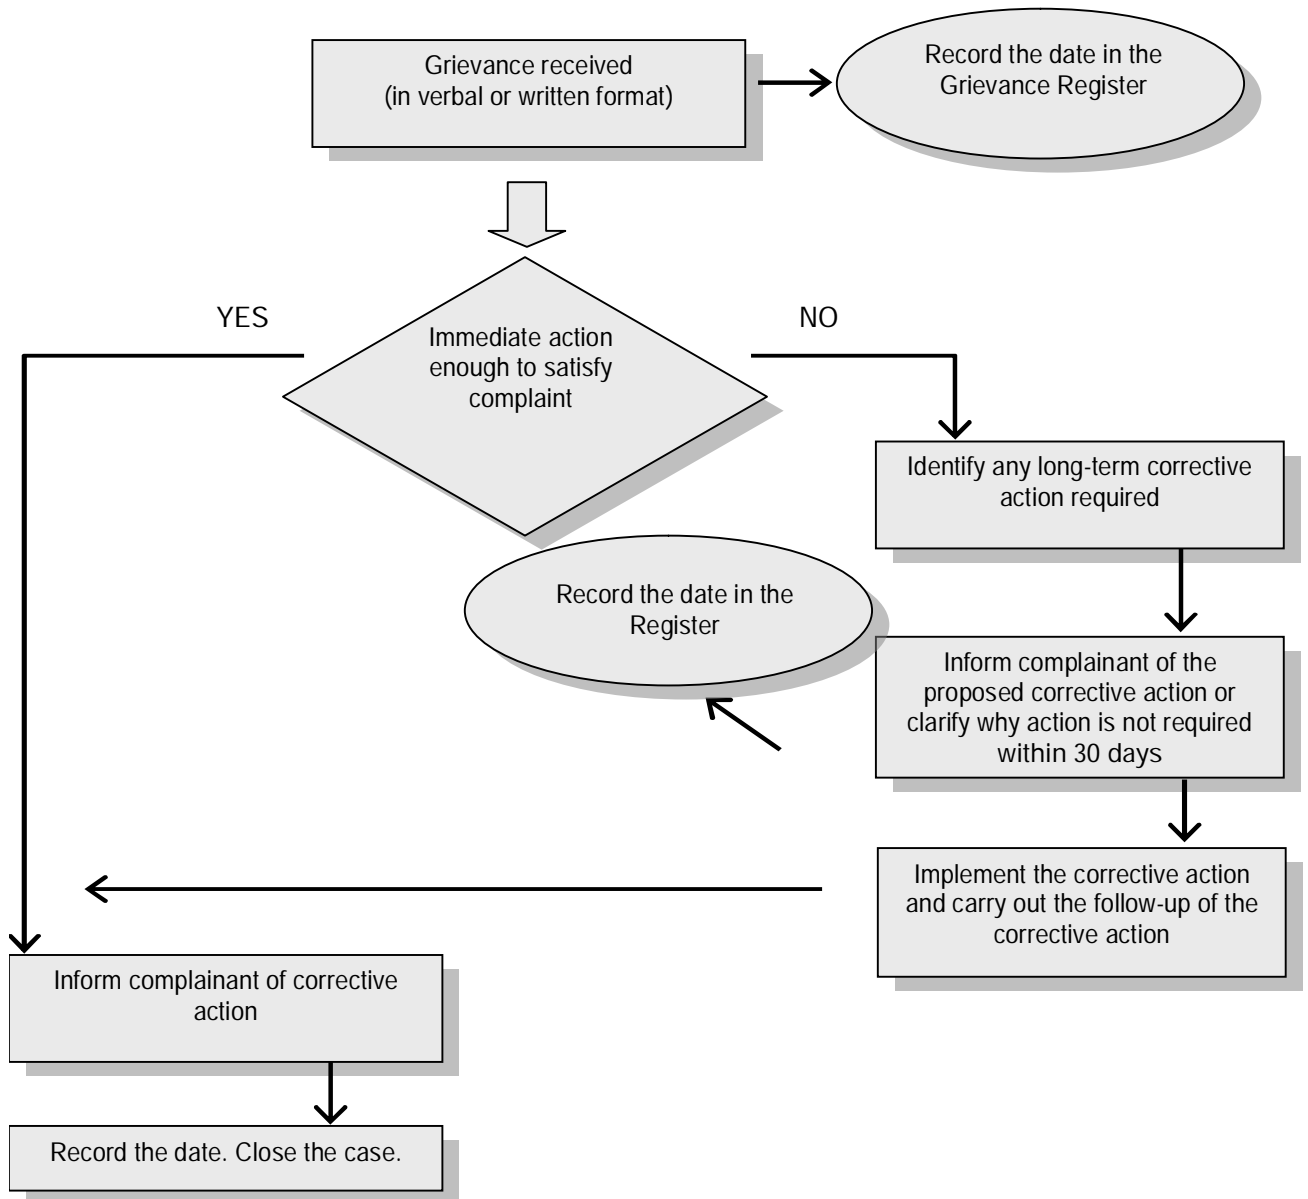 Grievance received
(in verbal or written format)
Record the date in the
Grievance Register
YES
NO
Immediate action
enough to satisfy
complaint
Identify any long-term corrective
action required
Record the date in the
Register
Inform complainant of the
proposed corrective action or
clarify why action is not required
within 30 days
Implement the corrective action
and carry out the follow-up of the
corrective action
Inform complainant of corrective
action
Record the date. Close the case.